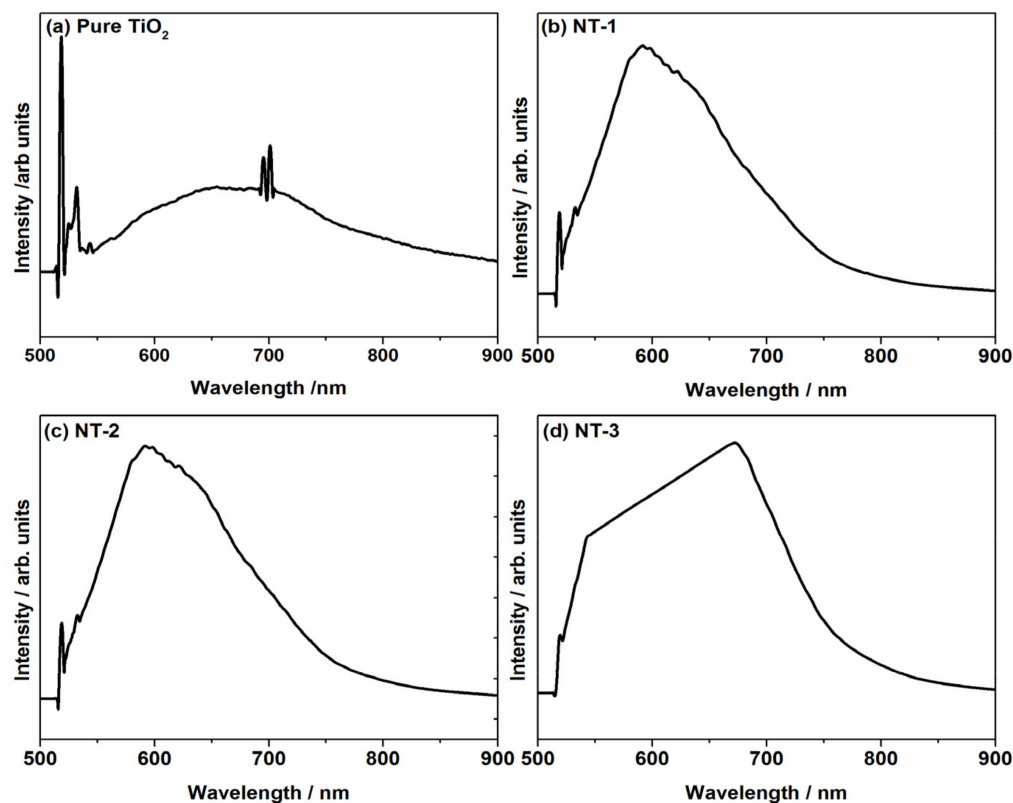 (a) Pure TiO₂
Intensity /arb units
500 600 700 800 900
Wavelength /nm
(b) NT-1
Intensity / arb. units
500 600 700 800 900
Wavelength / nm
(c) NT-2
Intensity / arb. units
500 600 700 800 900
Wavelength / nm
(d) NT-3
Intensity / arb. units
500 600 700 800 900
Wavelength / nm